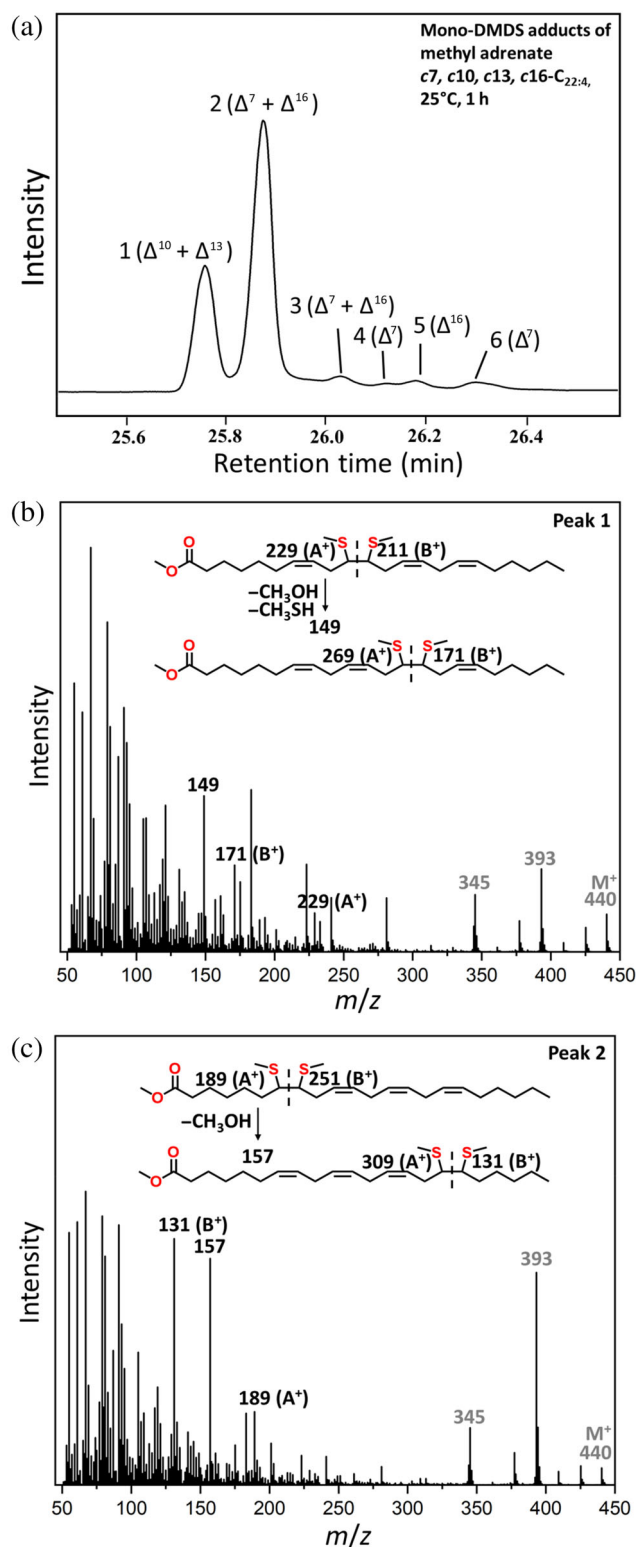 (a)
Mono-DMDS adducts of
methyl adrenate
c7, c10, c13, c16-C22:4,
25°C, 1 h
2 (Δ⁷ + Δ¹⁶)
1 (Δ¹⁰ + Δ¹³)
3 (Δ⁷ + Δ¹⁶)
4 (Δ⁷)
5 (Δ¹⁶)
6 (Δ⁷)
Intensity
25.6 25.8 26.0 26.2 26.4
Retention time (min)
(b)
Peak 1
229 (A⁺) 211 (B⁺)
S S
O
O
–CH₃OH
–CH₃SH
149
S S
269 (A⁺) 171 (B⁺)
O
O
Intensity
149
171 (B⁺)
229 (A⁺)
345
393
M⁺
440
50 100 150 200 250 300 350 400 450
m/z
(c)
Peak 2
189 (A⁺) 251 (B⁺)
S S
O
O
–CH₃OH
157
S S
309 (A⁺) 131 (B⁺)
O
O
Intensity
131 (B⁺)
157
189 (A⁺)
345
393
M⁺
440
50 100 150 200 250 300 350 400 450
m/z